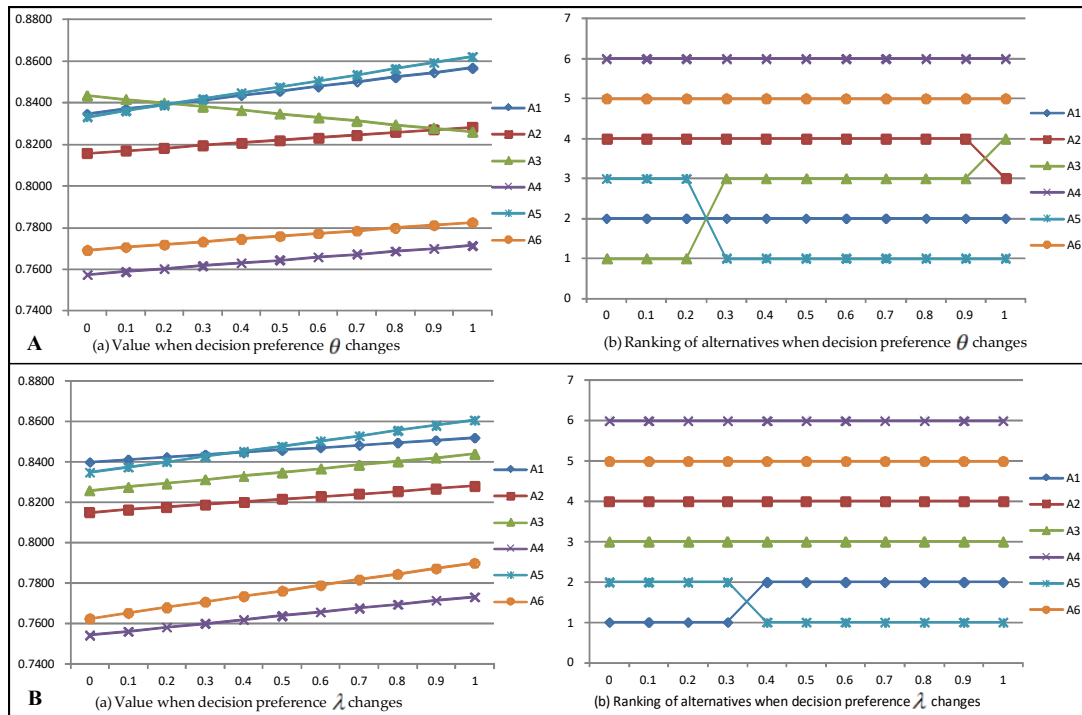 0.8800
0.8600
0.8400
0.8200
0.8000
0.7800
0.7600
0.7400
0 0.1 0.2 0.3 0.4 0.5 0.6 0.7 0.8 0.9 1
A1
A2
A3
A4
A5
A6
A
(a) Value when decision preference θ changes
7
6
5
4
3
2
1
0
0 0.1 0.2 0.3 0.4 0.5 0.6 0.7 0.8 0.9 1
A1
A2
A3
A4
A5
A6
(b) Ranking of alternatives when decision preference θ changes
0.8800
0.8600
0.8400
0.8200
0.8000
0.7800
0.7600
0.7400
0 0.1 0.2 0.3 0.4 0.5 0.6 0.7 0.8 0.9 1
A1
A2
A3
A4
A5
A6
B
(a) Value when decision preference λ changes
7
6
5
4
3
2
1
0
0 0.1 0.2 0.3 0.4 0.5 0.6 0.7 0.8 0.9 1
A1
A2
A3
A4
A5
A6
(b) Ranking of alternatives when decision preference λ changes